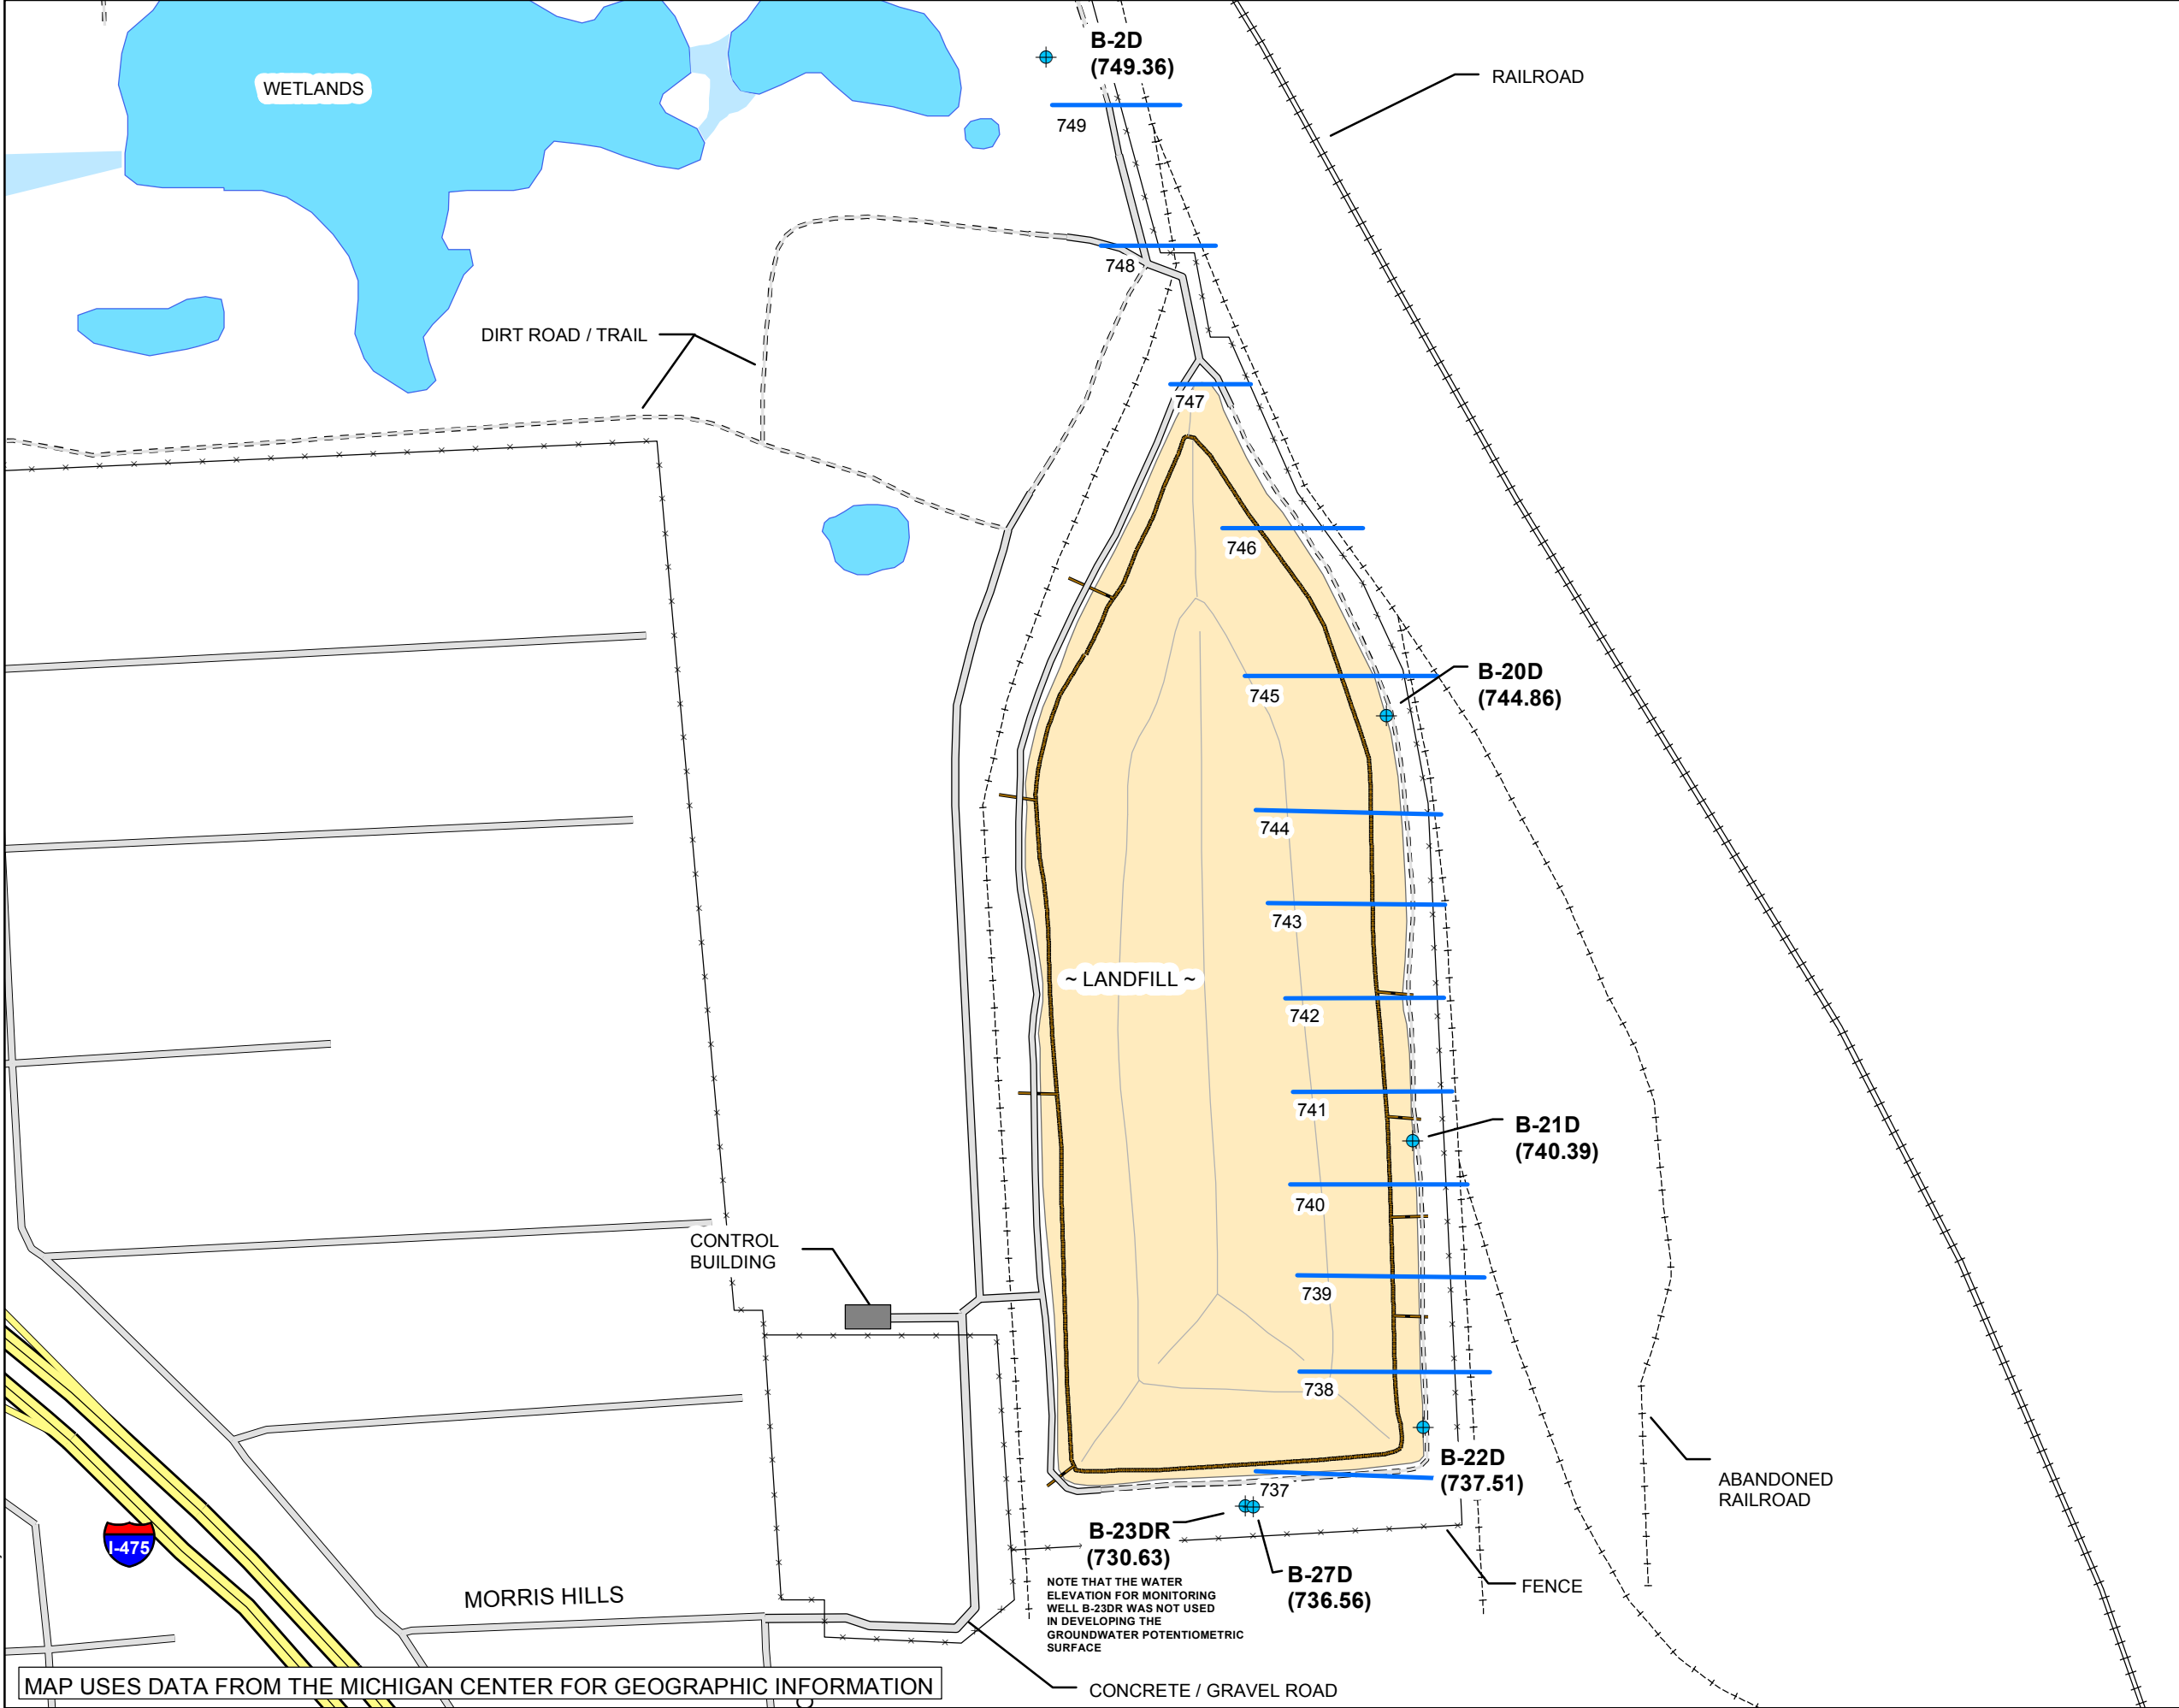 B-2D
(749.36)
RAILROAD
WETLANDS
749
748
DIRT ROAD / TRAIL
747
746
B-20D
(744.86)
745
744
743
~ LANDFILL ~
742
741
B-21D
(740.39)
740
CONTROL
BUILDING
739
738
B-22D
(737.51)
ABANDONED
RAILROAD
737
B-23DR
(730.63)
I-475
B-27D
(736.56)
FENCE
NOTE THAT THE WATER
ELEVATION FOR MONITORING
WELL B-23DR WAS NOT USED
IN DEVELOPING THE
GROUNDWATER POTENTIOMETRIC
SURFACE
MORRIS HILLS
MAP USES DATA FROM THE MICHIGAN CENTER FOR GEOGRAPHIC INFORMATION
CONCRETE / GRAVEL ROAD